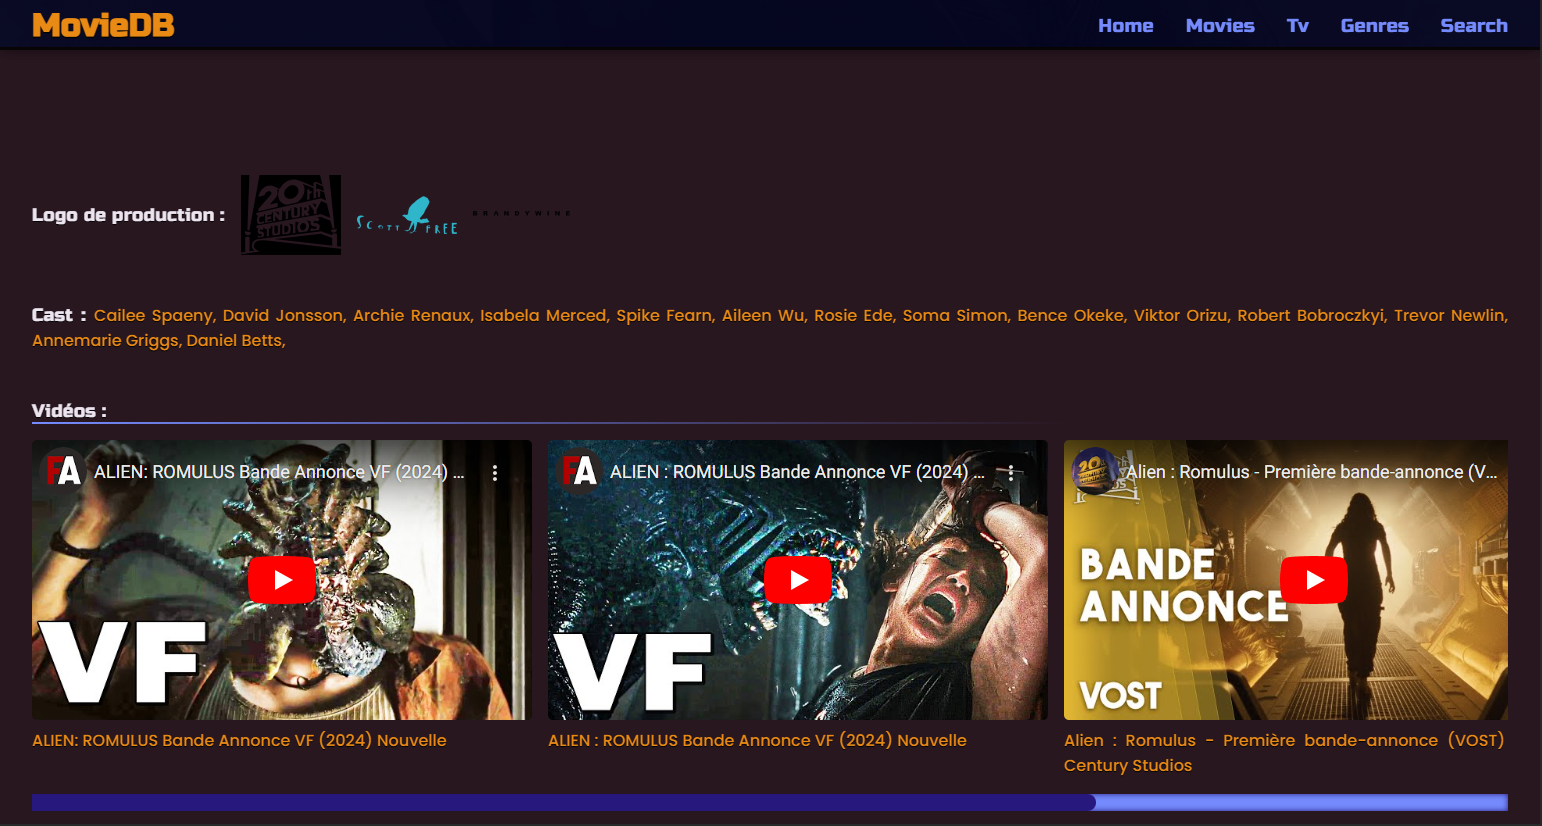 MovieDB
Home Movies Tv Genres Search
Logo de production :
20th
CENTURY
STUDIOS
SCOTT FREE
BRANDYWINE
Cast : Cailee Spaeny, David Jonsson, Archie Renaux, Isabela Merced, Spike Fearn, Aileen Wu, Rosie Ede, Soma Simon, Bence Okeke, Viktor Orizu, Robert Bobroczkyi, Trevor Newlin,
Annemarie Griggs, Daniel Betts,
Vidéos :
FA ALIEN: ROMULUS Bande Annonce VF (2024) ...
VF
ALIEN: ROMULUS Bande Annonce VF (2024) Nouvelle
FA ALIEN : ROMULUS Bande Annonce VF (2024) ...
VF
ALIEN : ROMULUS Bande Annonce VF (2024) Nouvelle
Alien : Romulus - Première bande-annonce (V...
BANDE
ANNONCE
VOST
Alien : Romulus - Première bande-annonce (VOST)
Century Studios